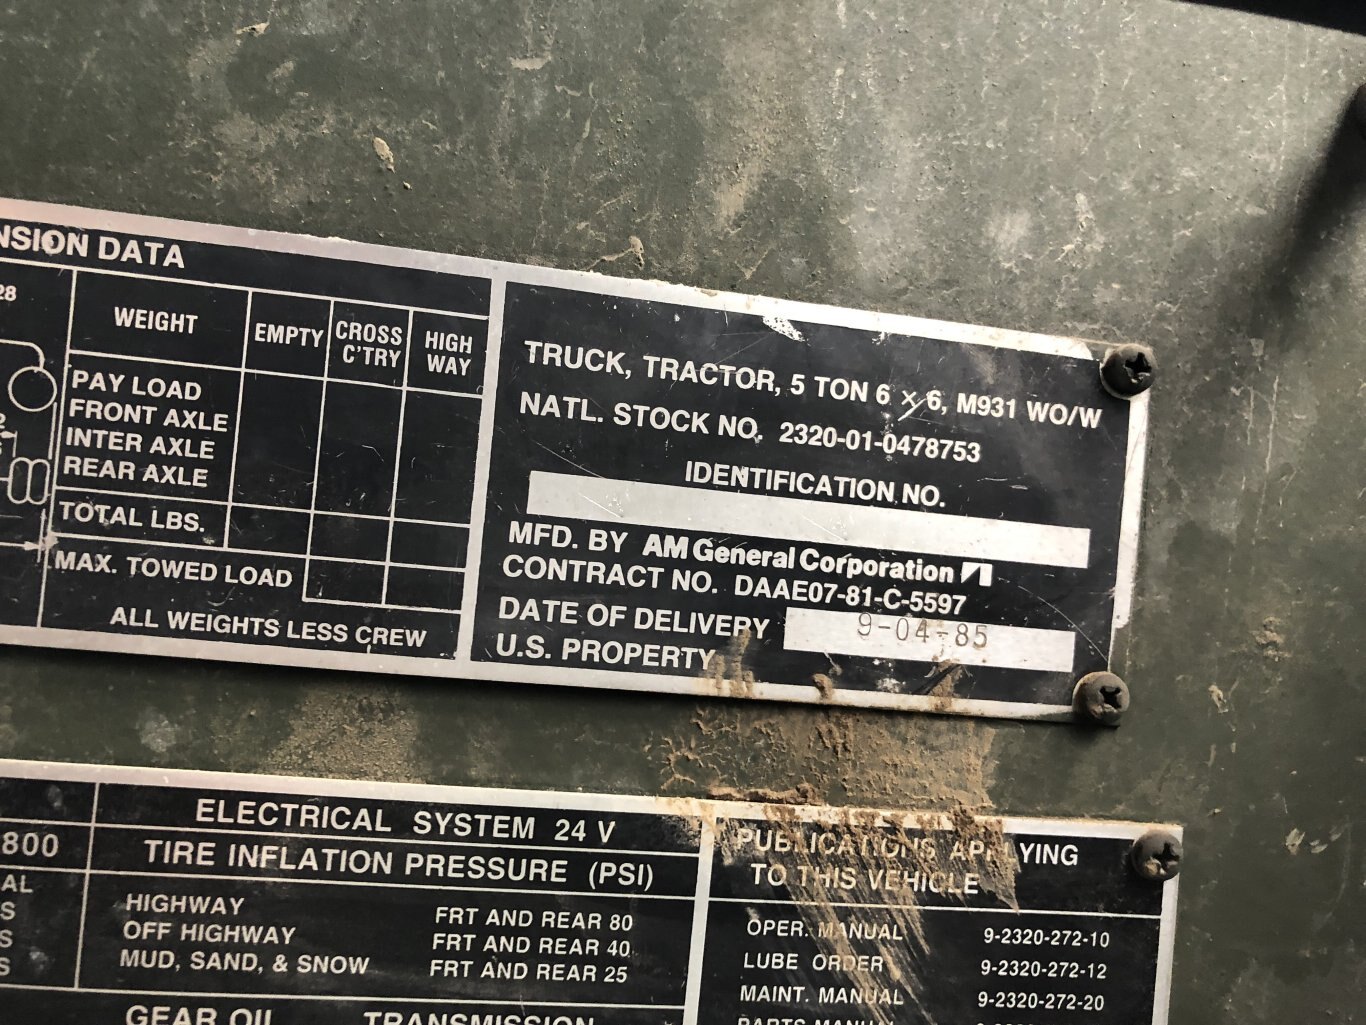 NSION DATA
28
WEIGHT
EMPTY
CROSS C'TRY
HIGH WAY
PAY LOAD
FRONT AXLE
INTER AXLE
REAR AXLE
TOTAL LBS.
MAX. TOWED LOAD
ALL WEIGHTS LESS CREW
TRUCK, TRACTOR, 5 TON 6 x 6, M931 WO/W
NATL. STOCK NO. 2320-01-0478753
IDENTIFICATION NO.
MFD. BY AM General Corporation
CONTRACT NO. DAAE07-81-C-5597
DATE OF DELIVERY 9-04-85
U.S. PROPERTY
800
AL
S
S
S
ELECTRICAL SYSTEM 24 V
TIRE INFLATION PRESSURE (PSI)
HIGHWAY FRT AND REAR 80
OFF HIGHWAY FRT AND REAR 40
MUD, SAND, & SNOW FRT AND REAR 25
GEAR OIL TRANSMISSION
PUBLICATIONS APPLYING
TO THIS VEHICLE
OPER. MANUAL 9-2320-272-10
LUBE ORDER 9-2320-272-12
MAINT. MANUAL 9-2320-272-20
PARTS MANUAL